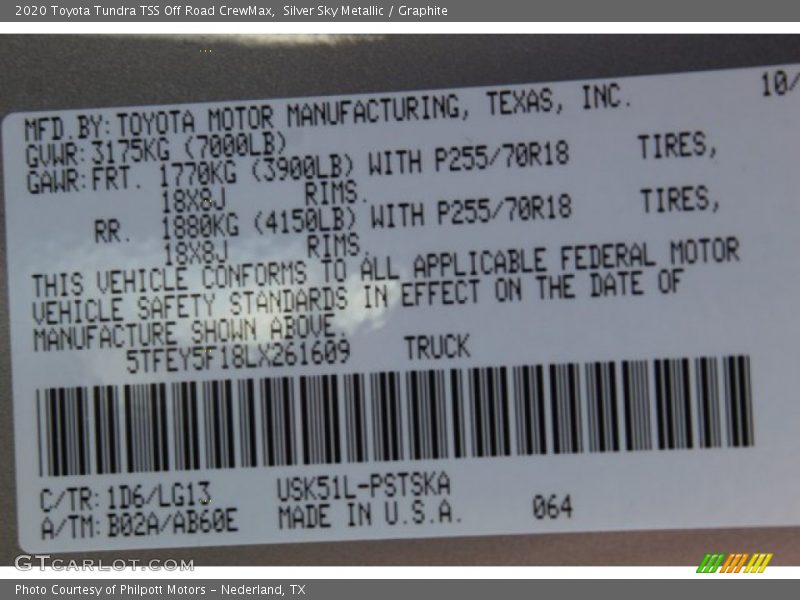 2020 Toyota Tundra TSS Off Road CrewMax, Silver Sky Metallic / Graphite
10/
MFD.BY:TOYOTA MOTOR MANUFACTURING, TEXAS, INC.
GVWR:3175KG (7000LB)
GAWR:FRT. 1770KG (3900LB) WITH P255/70R18 TIRES,
18X8J RIMS.
RR. 1880KG (4150LB) WITH P255/70R18 TIRES,
18X8J RIMS.
THIS VEHICLE CONFORMS TO ALL APPLICABLE FEDERAL MOTOR
VEHICLE SAFETY STANDARDS IN EFFECT ON THE DATE OF
MANUFACTURE SHOWN ABOVE.
5TFEY5F18LX261609 TRUCK
C/TR:1D6/LG13 USK51L-PSTSKA
A/TM:B02A/AB60E MADE IN U.S.A. 064
GTCARLOT.COM
Photo Courtesy of Philpott Motors - Nederland, TX